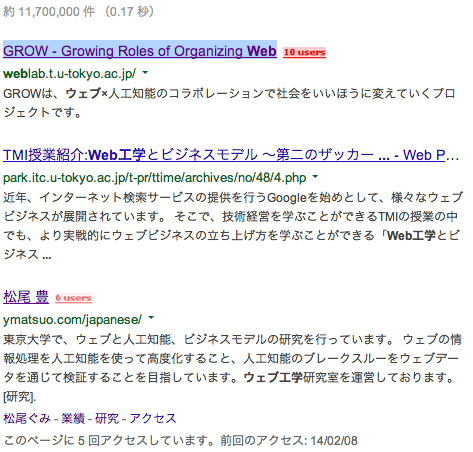 約 11,700,000 件 （0.17 秒）
GROW - Growing Roles of Organizing Web 10 users
weblab.t.u-tokyo.ac.jp/
GROWは、ウェブ×人工知能のコラボレーションで社会をいいほうに変えていくプ
ロジェクトです。
TMI授業紹介:Web工学とビジネスモデル ～第二のザッカー ... - Web P…
park.itc.u-tokyo.ac.jp/t-pr/ttime/archives/no/48/4.php
近年、インターネット検索サービスの提供を行うGoogleを始めとして、様々なウェブ
ビジネスが展開されています。 そこで、技術経営を学ぶことができるTMIの授業の中
でも、より実戦的にウェブビジネスの立ち上げ方を学ぶことができる「Web工学とビ
ジネス ...
松尾 豊 6 users
ymatsuo.com/japanese/
東京大学で、ウェブと人工知能、ビジネスモデルの研究を行っています。 ウェブの情
報処理を人工知能を使って高度化すること、人工知能のブレークスルーをウェブデー
タを通じて検証することを目指しています。ウェブ工学研究室を運営しております。
[研究].
松尾ぐみ - 業績 - 研究 - アクセス
このページに 5 回アクセスしています。前回のアクセス: 14/02/08